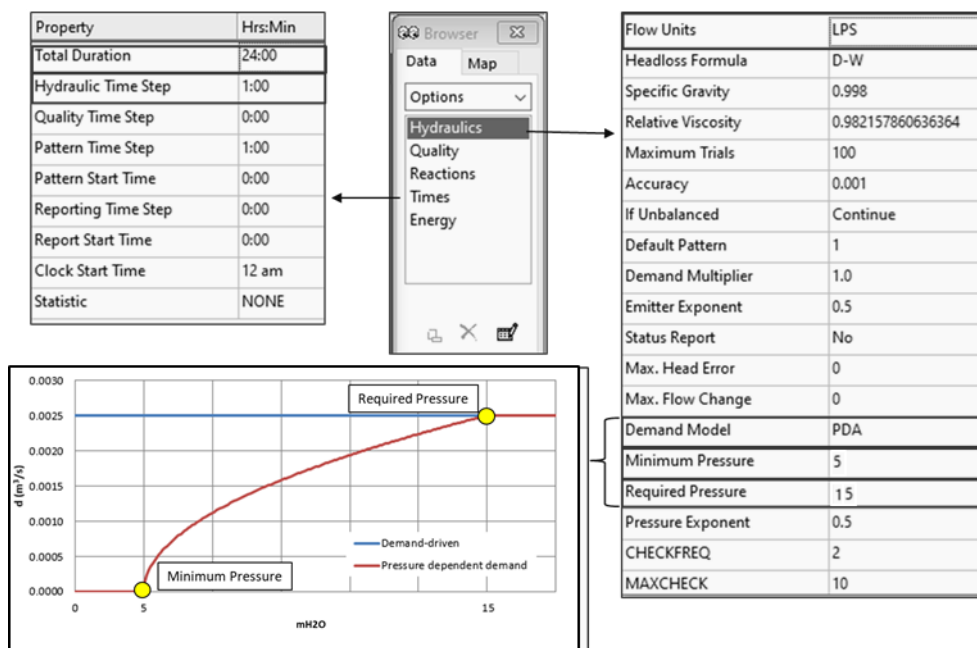 Property Hrs:Min
Total Duration 24:00
Hydraulic Time Step 1:00
Quality Time Step 0:00
Pattern Time Step 1:00
Pattern Start Time 0:00
Reporting Time Step 0:00
Report Start Time 0:00
Clock Start Time 12 am
Statistic NONE
Browser
Data Map
Options
Hydraulics
Quality
Reactions
Times
Energy
Flow Units LPS
Headloss Formula D-W
Specific Gravity 0.998
Relative Viscosity 0.982157860636364
Maximum Trials 100
Accuracy 0.001
If Unbalanced Continue
Default Pattern 1
Demand Multiplier 1.0
Emitter Exponent 0.5
Status Report No
Max. Head Error 0
Max. Flow Change 0
Demand Model PDA
Minimum Pressure 5
Required Pressure 15
Pressure Exponent 0.5
CHECKFREQ 2
MAXCHECK 10
d (m³/s)
0.0030
0.0025
0.0020
0.0015
0.0010
0.0005
0.0000
Required Pressure
Minimum Pressure
Demand-driven
Pressure dependent demand
0 5 15
mH2O